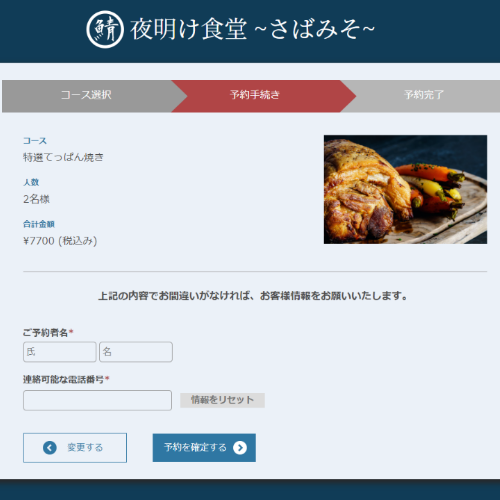 鯖 夜明け食堂 ~さばみそ~
コース選択 予約手続き 予約完了
コース
特選てっぱん焼き
人数
2名様
合計金額
¥7700 (税込み)
上記の内容でお間違いがなければ、お客様情報をお願いいたします。
ご予約者名*
氏 名
連絡可能な電話番号*
情報をリセット
変更する 予約を確定する